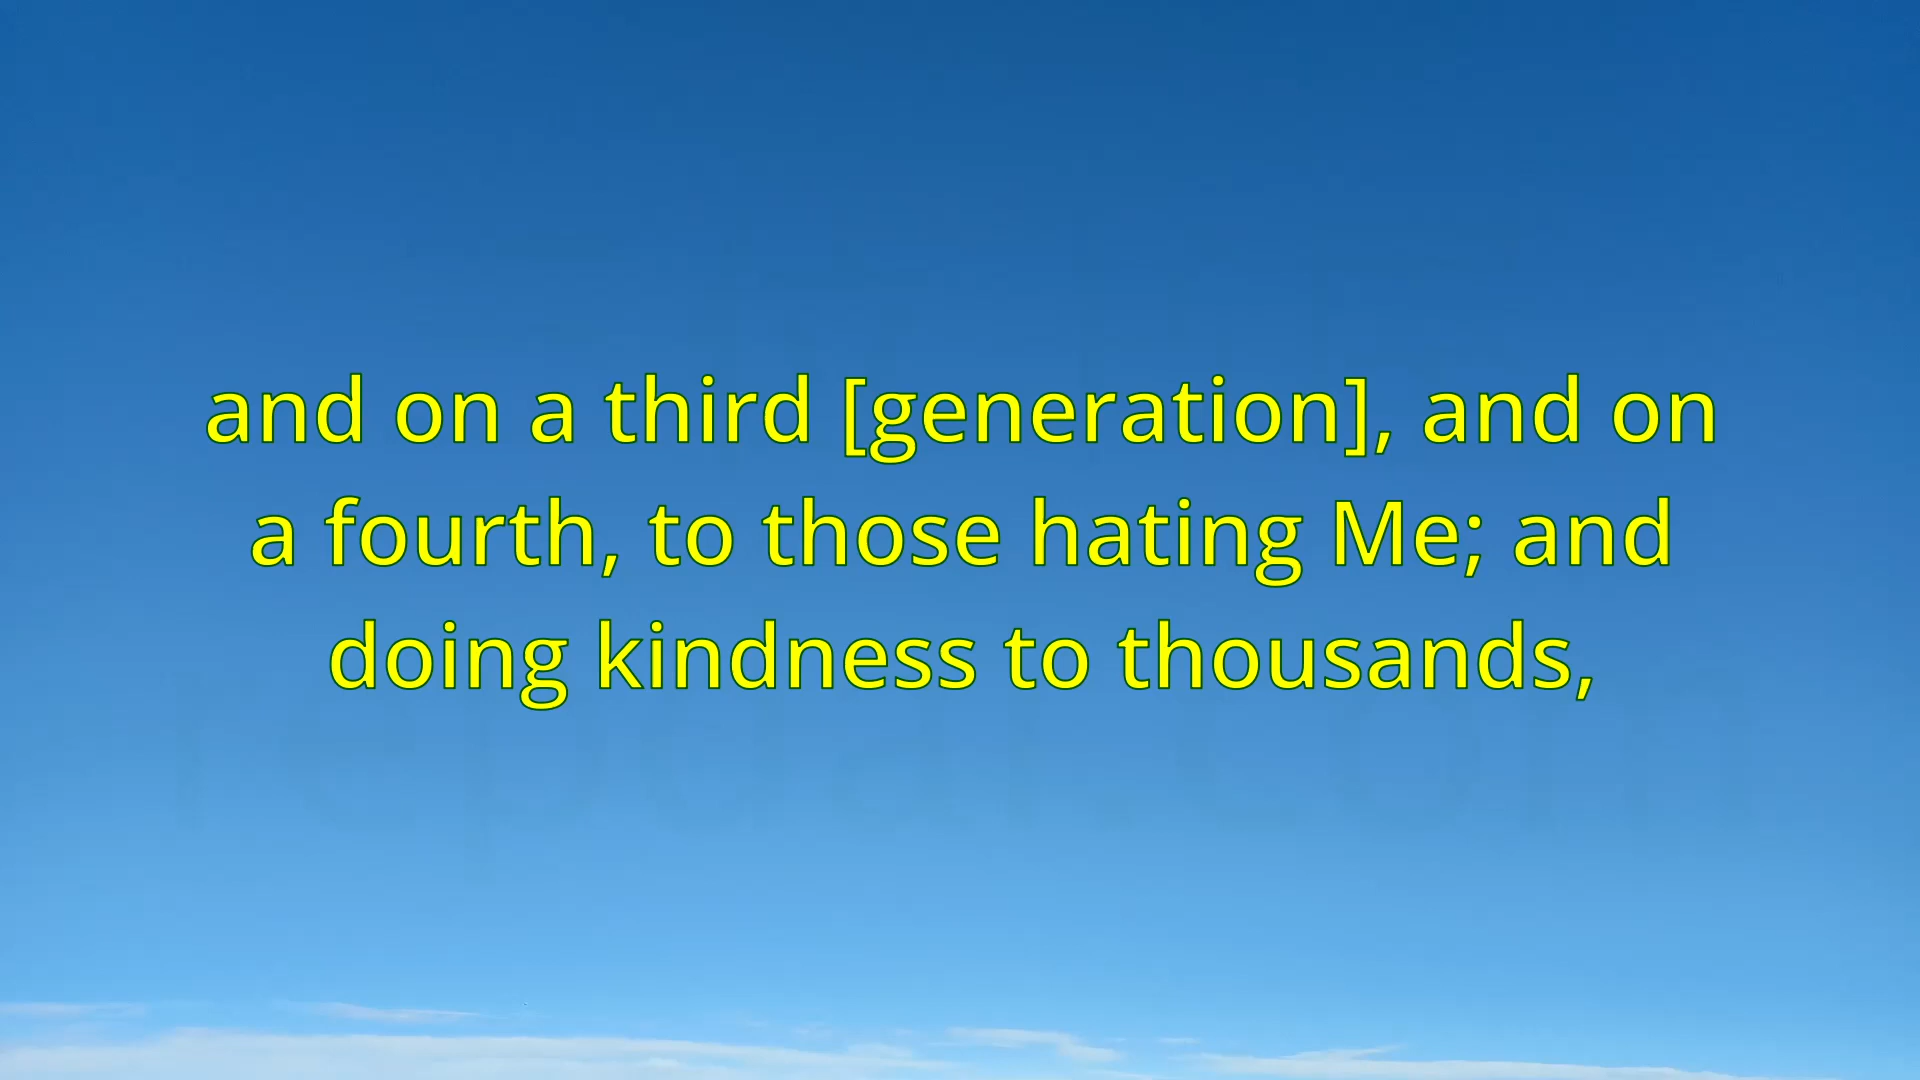 and on a third [generation], and on
a fourth, to those hating Me; and
doing kindness to thousands,